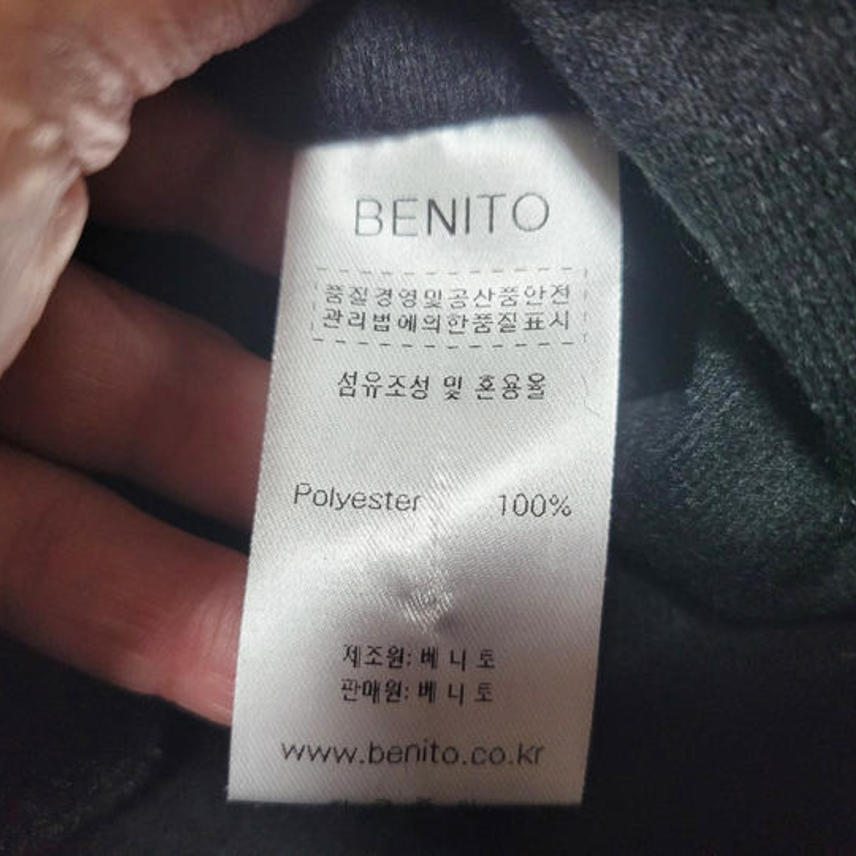 BENITO
품질경영및공산품안전
관리법에의한품질표시
섬유조성 및 혼용율
Polyester 100%
제조원: 베 니 토
판매원: 베 니 토
www.benito.co.kr